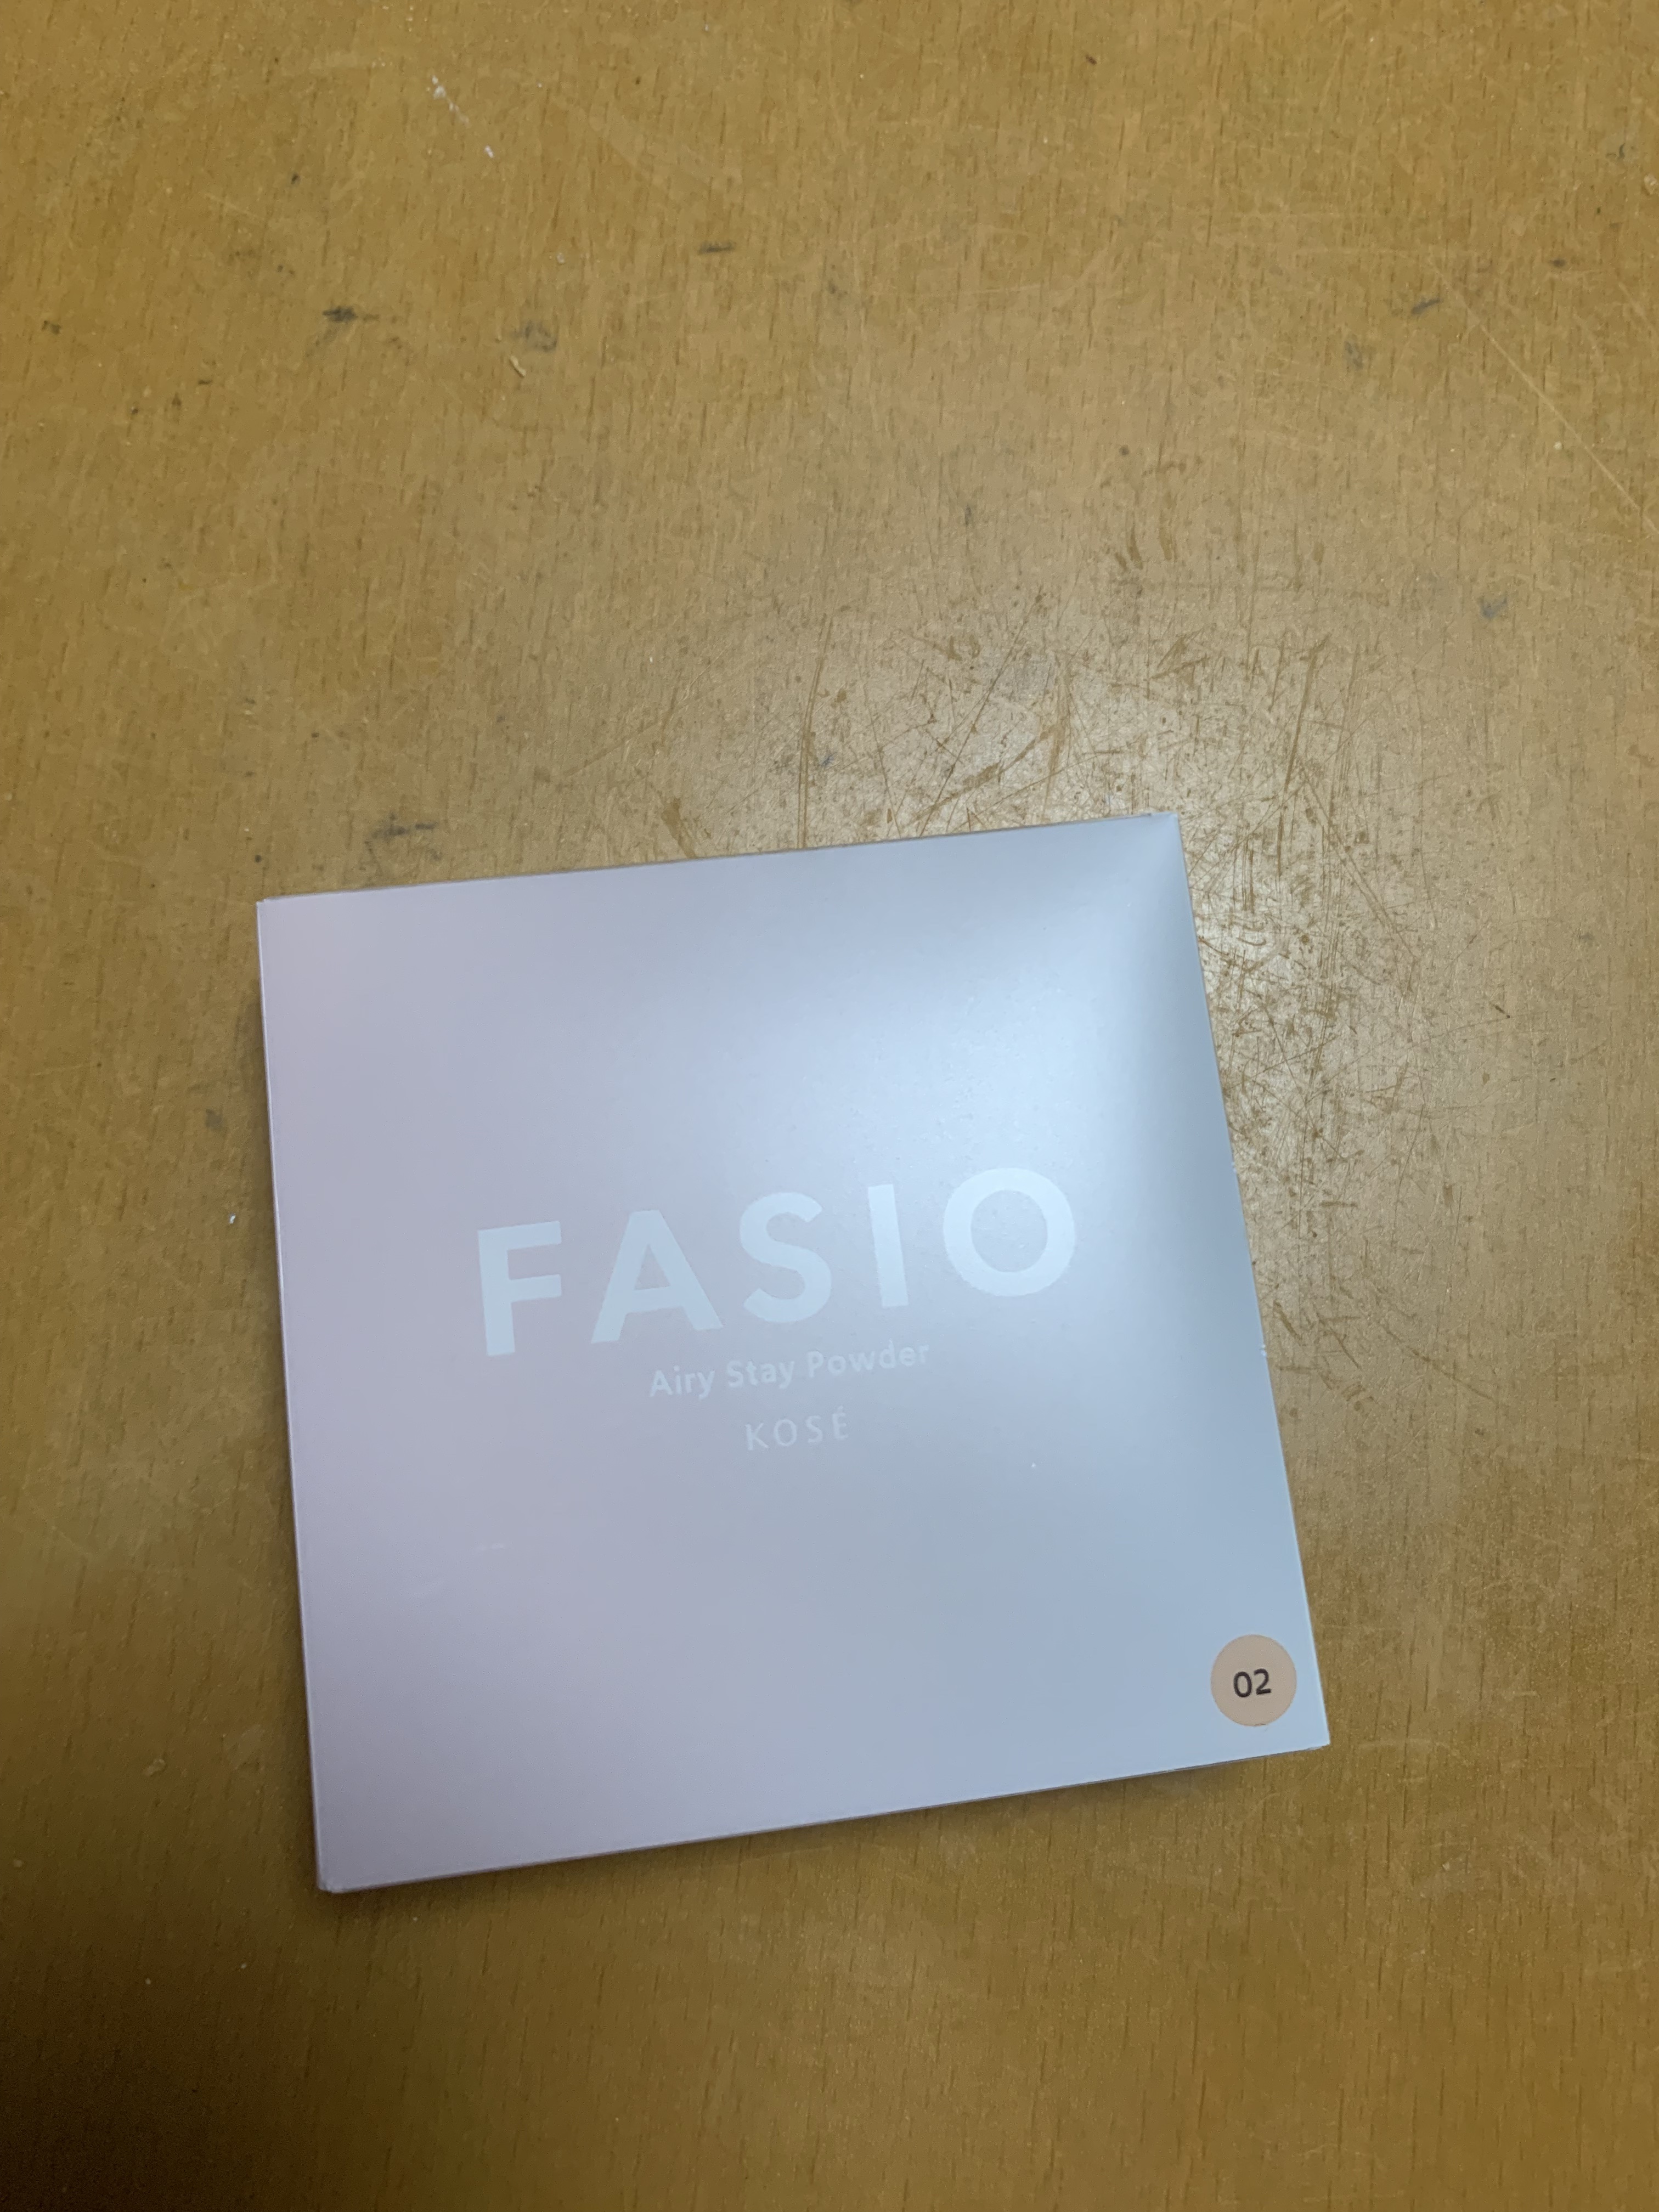 FASIO
Airy Stay Powder
KOSÉ
02